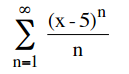 ∞
∑ (x - 5)^n / n
n=1